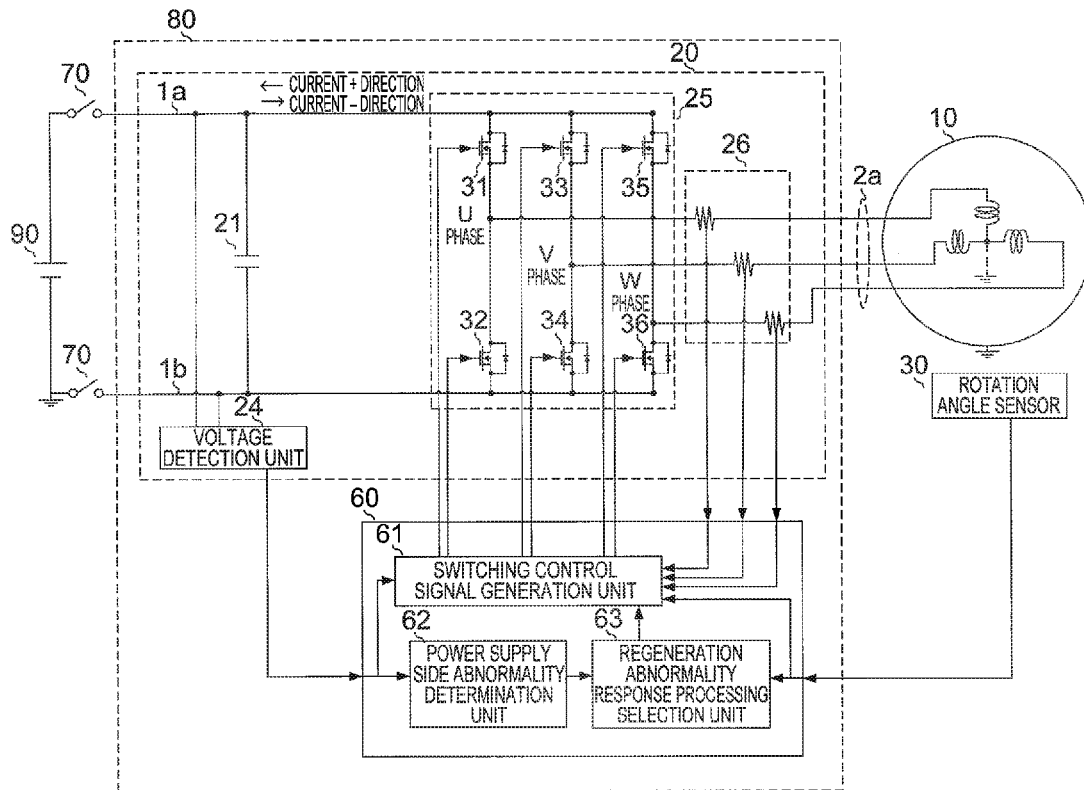 80
20
70
1a
← CURRENT + DIRECTION
→ CURRENT − DIRECTION
25
10
26
2a
31
33
35
U
PHASE
21
90
V
PHASE
W
PHASE
32
34
36
70
1b
24
VOLTAGE
DETECTION UNIT
30
ROTATION
ANGLE SENSOR
60
61
SWITCHING CONTROL
SIGNAL GENERATION UNIT
62
63
POWER SUPPLY
SIDE ABNORMALITY
DETERMINATION
UNIT
REGENERATION
ABNORMALITY
RESPONSE PROCESSING
SELECTION UNIT